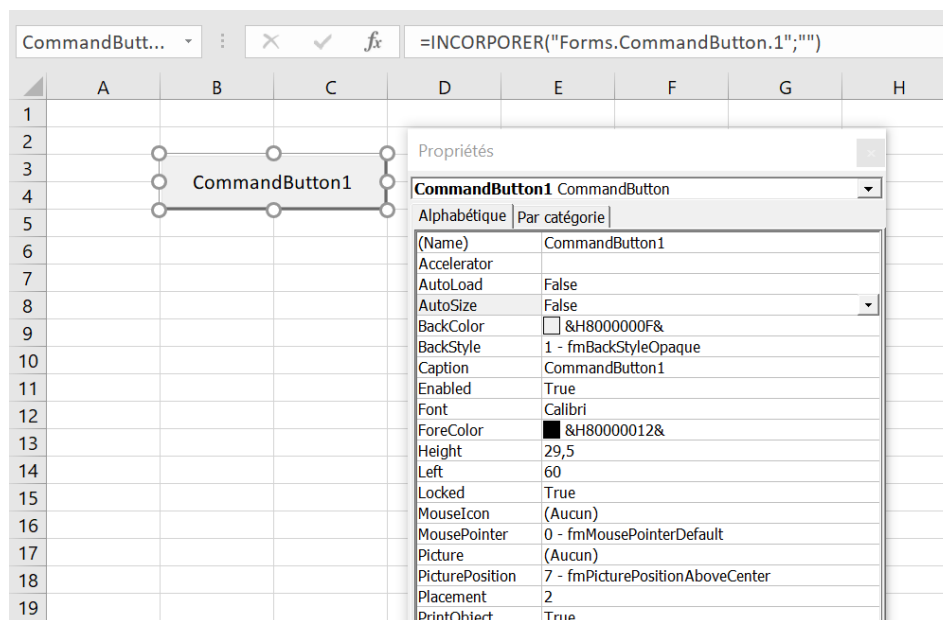 CommandButt... fx =INCORPORER("Forms.CommandButton.1";"")
A B C D E F G H
1
2
Propriétés
3
CommandButton1
CommandButton1 CommandButton
4
Alphabétique Par catégorie
5
(Name) CommandButton1
6
Accelerator
AutoLoad False
7
AutoSize False
8
BackColor &H8000000F&
9
BackStyle 1 - fmBackStyleOpaque
10
Caption CommandButton1
Enabled True
11
Font Calibri
12
ForeColor &H80000012&
13
Height 29,5
Left 60
14
Locked True
15
MouseIcon (Aucun)
16
MousePointer 0 - fmMousePointerDefault
Picture (Aucun)
17
PicturePosition 7 - fmPicturePositionAboveCenter
18
Placement 2
19
PrintObject True